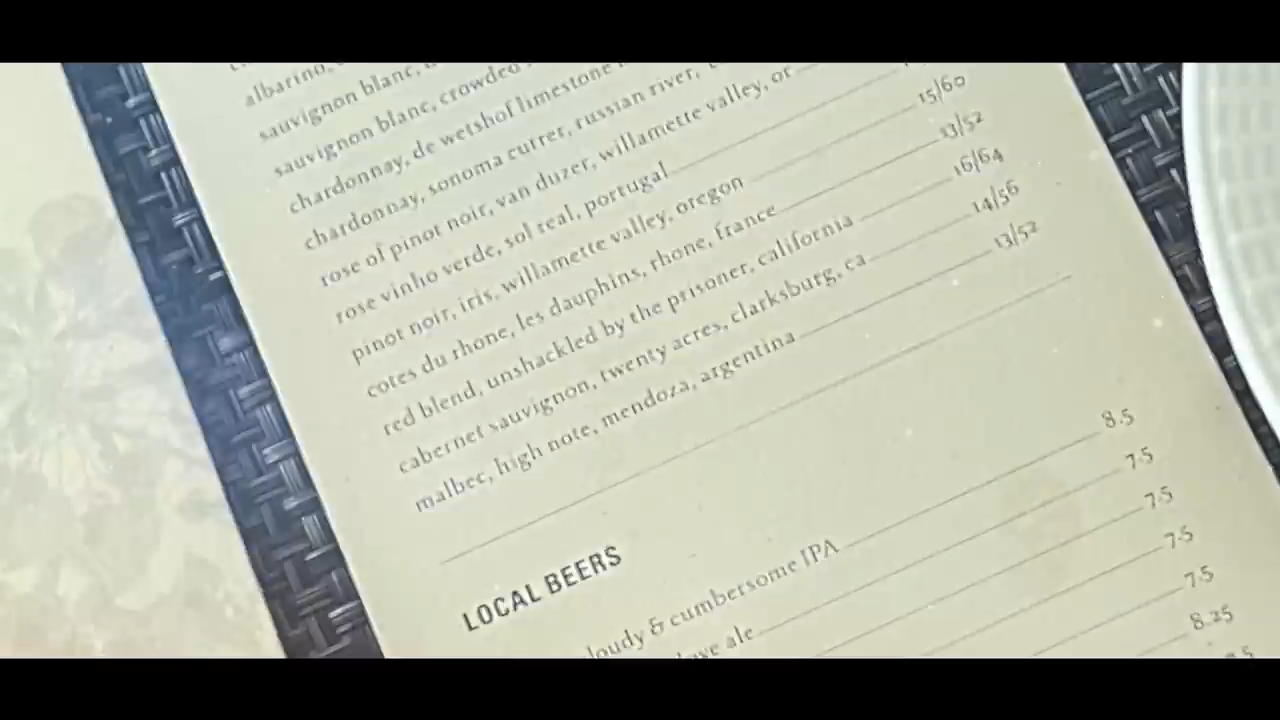 albarino,
sauvignon blanc,
sauvignon blanc, crowded
chardonnay, de wetshof limestone
chardonnay, sonoma cutrer, russian river,
rose of pinot noir, van duzer, willamette valley, or
rose vinho verde, sol real, portugal
pinot noir, iris, willamette valley, oregon 15/60
cotes du rhone, les dauphins, rhone, france 13/52
red blend, unshackled by the prisoner, california 16/64
cabernet sauvignon, twenty acres, clarksburg, ca 14/56
malbec, high note, mendoza, argentina 13/52
LOCAL BEERS
loudy & cumbersome IPA 8.5
ale 7.5
7.5
7.5
7.5
8.25